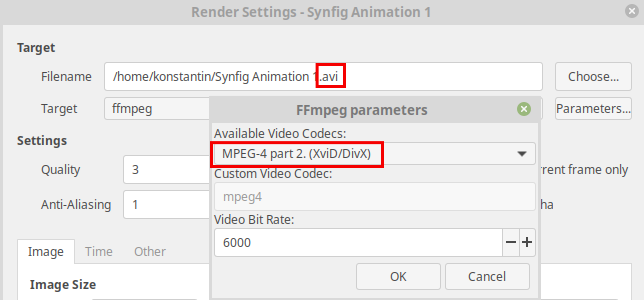 Render Settings - Synfig Animation 1
Target
Filename /home/konstantin/Synfig Animation 1.avi Choose...
Target ffmpeg Parameters...
FFmpeg parameters
Available Video Codecs:
Settings
MPEG-4 part 2. (XviD/DivX)
Quality 3 rrent frame only
Custom Video Codec:
mpeg4
Anti-Aliasing 1 ha
Video Bit Rate:
6000
Image Time Other
OK Cancel
Image Size